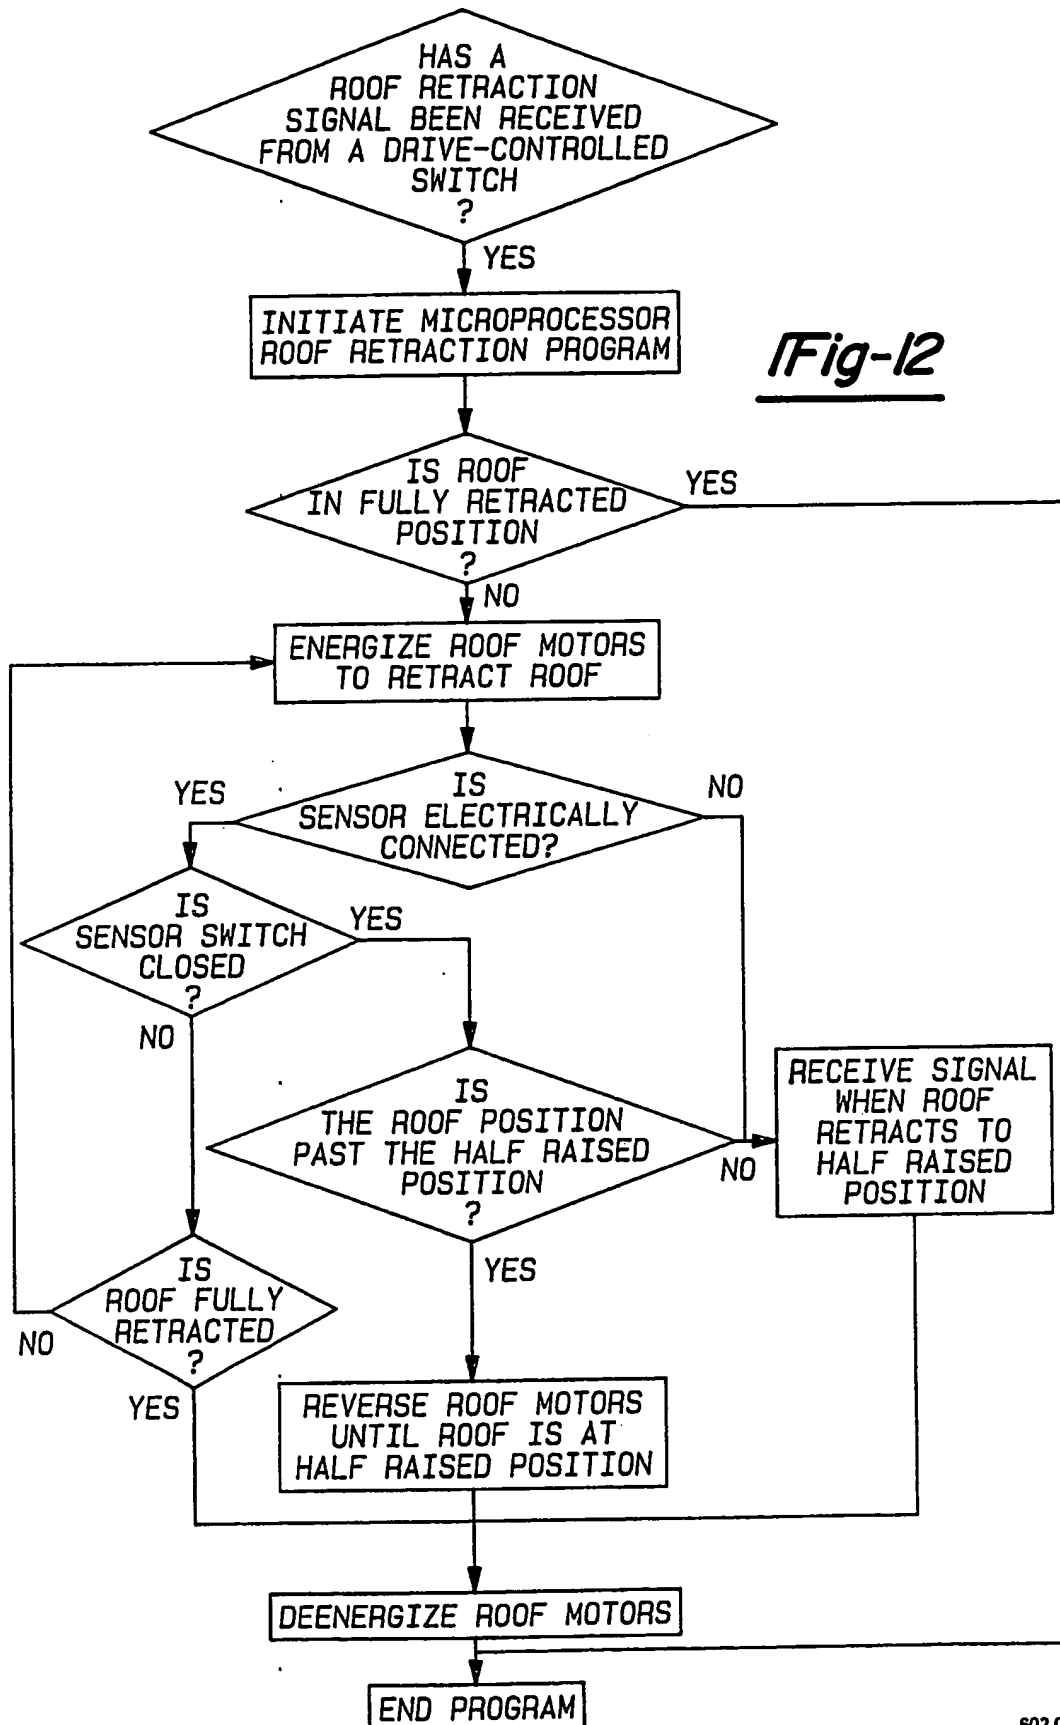 HAS A
ROOF RETRACTION
SIGNAL BEEN RECEIVED
FROM A DRIVE-CONTROLLED
SWITCH
?
YES
INITIATE MICROPROCESSOR
ROOF RETRACTION PROGRAM
Fig-12
IS ROOF
IN FULLY RETRACTED
POSITION
?
YES
NO
ENERGIZE ROOF MOTORS
TO RETRACT ROOF
IS
SENSOR ELECTRICALLY
CONNECTED?
YES
NO
IS
SENSOR SWITCH
CLOSED
?
YES
NO
IS
THE ROOF POSITION
PAST THE HALF RAISED
POSITION
?
NO
YES
RECEIVE SIGNAL
WHEN ROOF
RETRACTS TO
HALF RAISED
POSITION
IS
ROOF FULLY
RETRACTED
?
NO
YES
REVERSE ROOF MOTORS
UNTIL ROOF IS AT
HALF RAISED POSITION
DEENERGIZE ROOF MOTORS
END PROGRAM